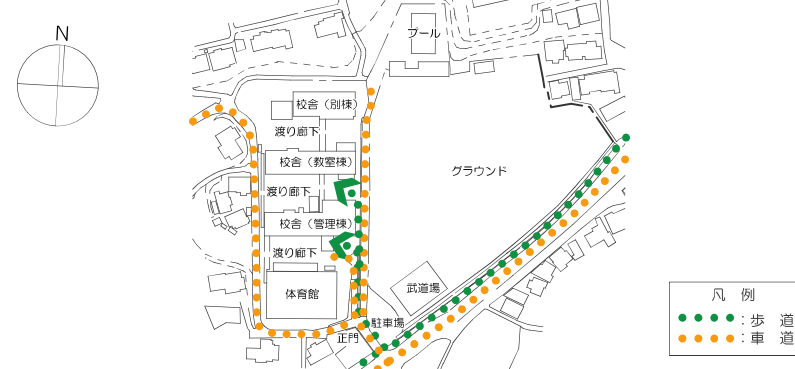 N
プール
校舎（別棟）
渡り廊下
校舎（教室棟）
グラウンド
渡り廊下
校舎（管理棟）
渡り廊下
体育館
武道場
駐車場
正門
凡 例
：歩 道
：車 道